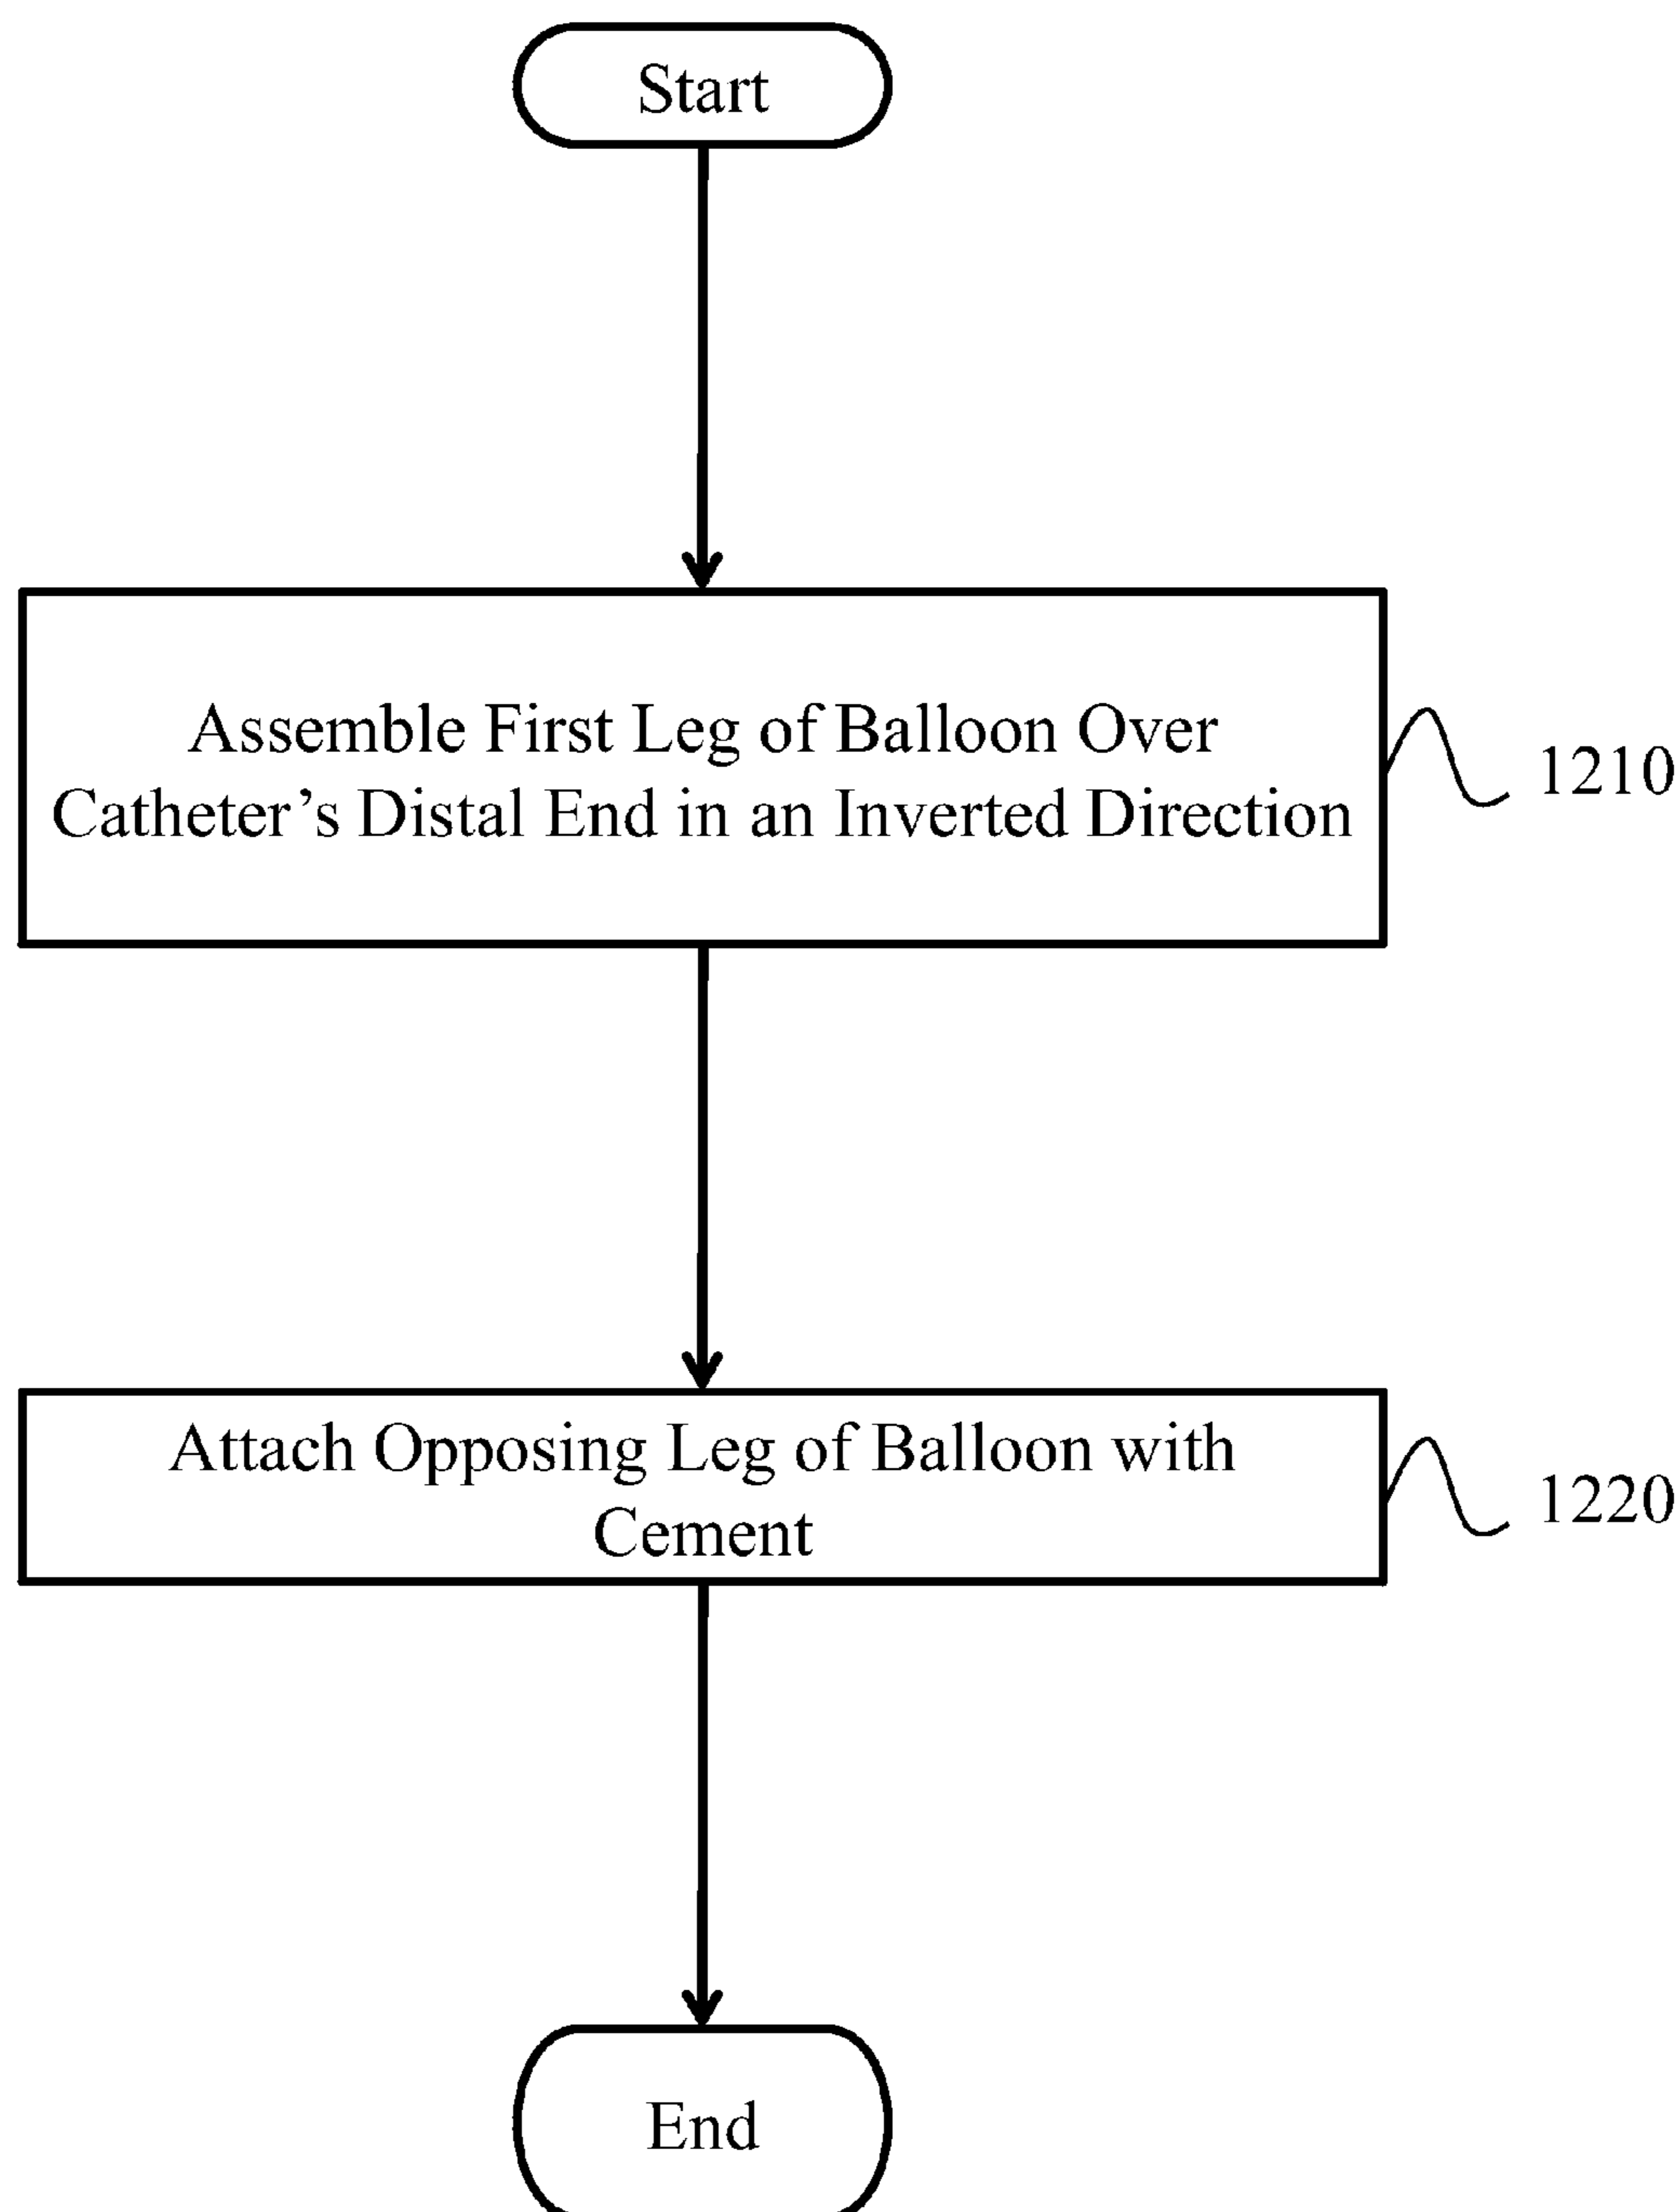 Start
Assemble First Leg of Balloon Over
Catheter’s Distal End in an Inverted Direction
1210
Attach Opposing Leg of Balloon with
Cement
1220
End